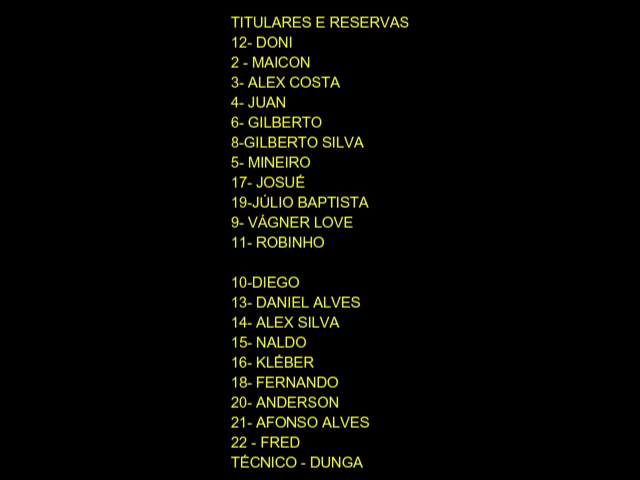 TITULARES E RESERVAS
12- DONI
2 - MAICON
3- ALEX COSTA
4- JUAN
6- GILBERTO
8-GILBERTO SILVA
5- MINEIRO
17- JOSUÉ
19-JÚLIO BAPTISTA
9- VÁGNER LOVE
11- ROBINHO
10-DIEGO
13- DANIEL ALVES
14- ALEX SILVA
15- NALDO
16- KLÉBER
18- FERNANDO
20- ANDERSON
21- AFONSO ALVES
22 - FRED
TÉCNICO - DUNGA